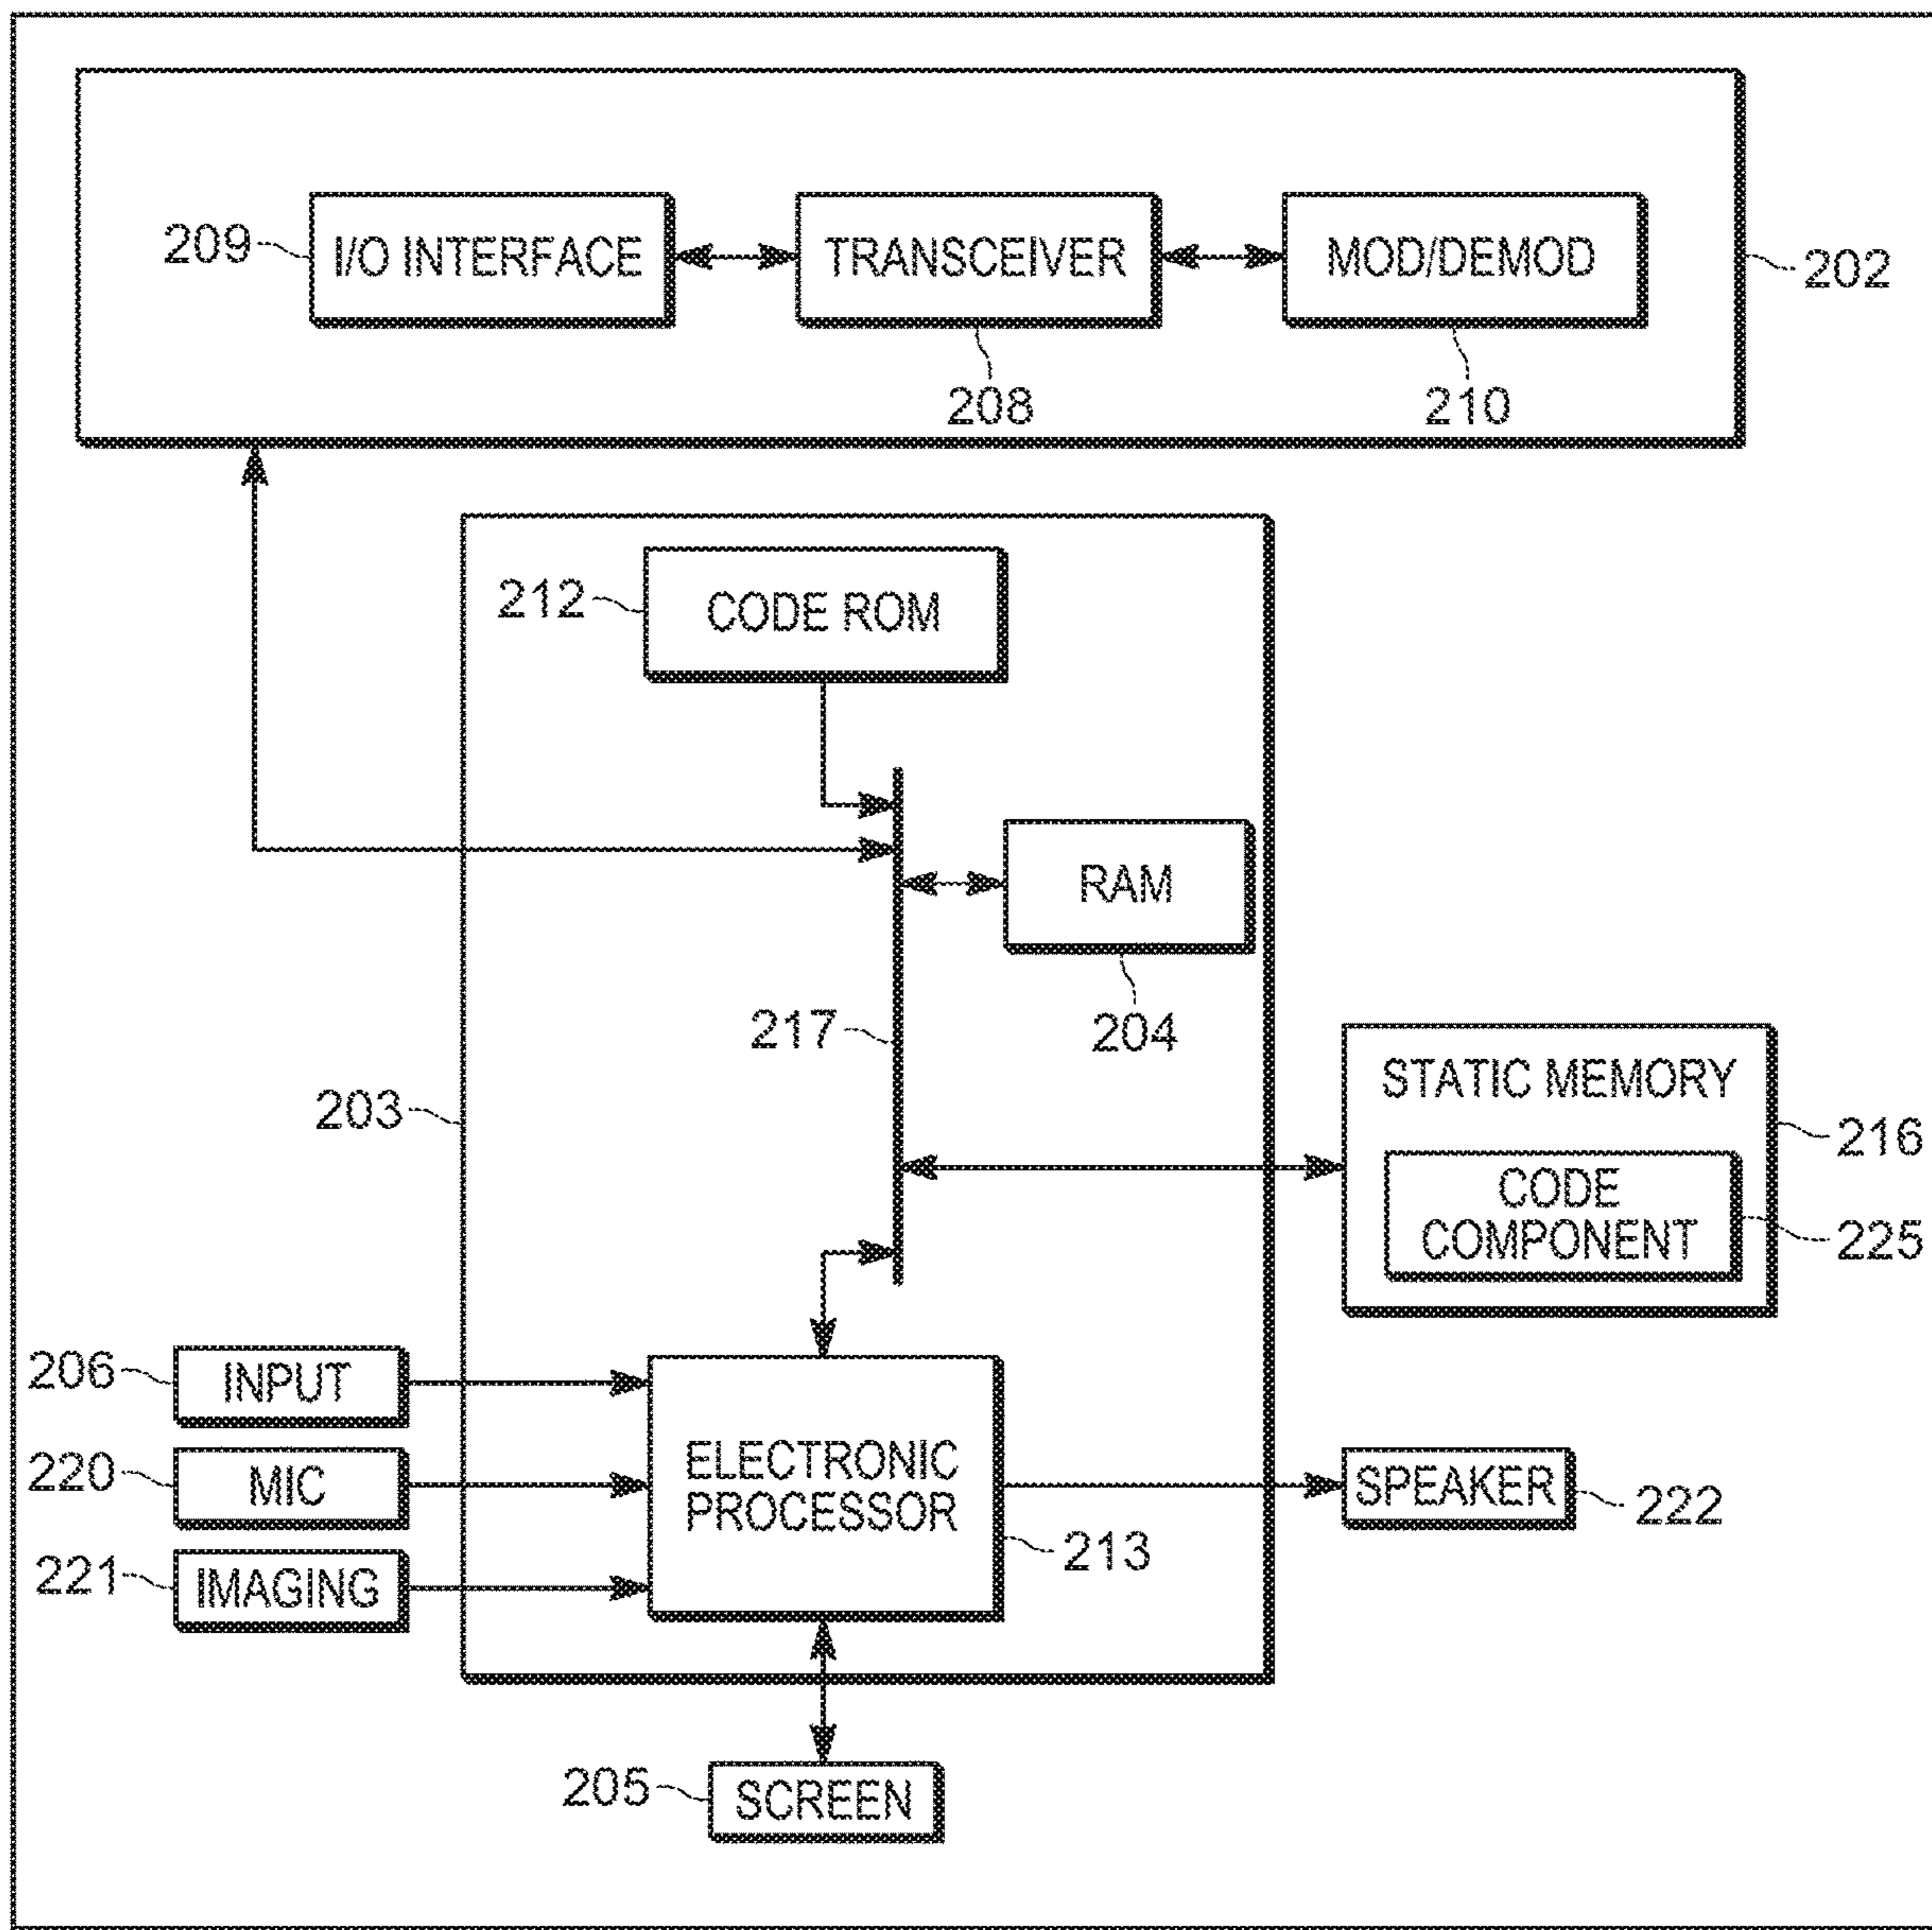 209
I/O INTERFACE
TRANSCEIVER
MOD/DEMOD
202
208
210
212
CODE ROM
RAM
217
204
203
STATIC MEMORY
216
CODE
COMPONENT
225
206
INPUT
220
MIC
ELECTRONIC
PROCESSOR
213
SPEAKER
222
221
IMAGING
205
SCREEN